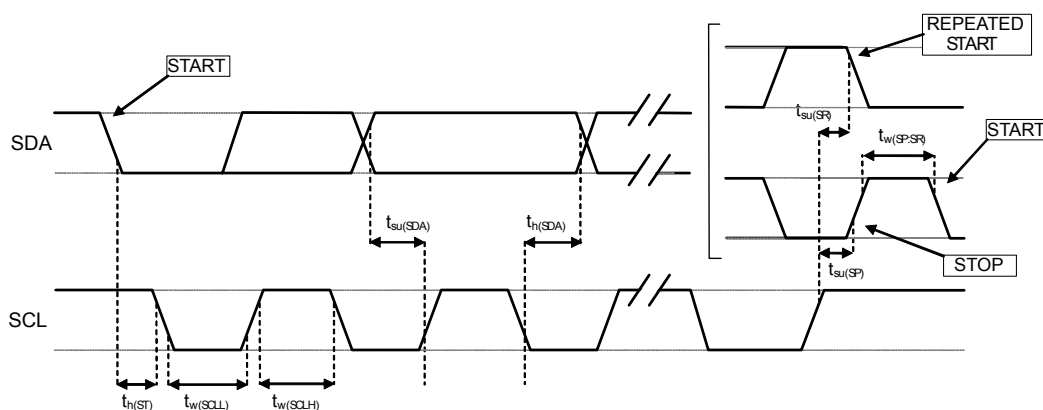 REPEATED
START
START
tsu(SR)
SDA
tw(SP:SR)
START
tsu(SDA)
th(SDA)
tsu(SP)
STOP
SCL
th(ST)
tw(SCLL)
tw(SCLH)